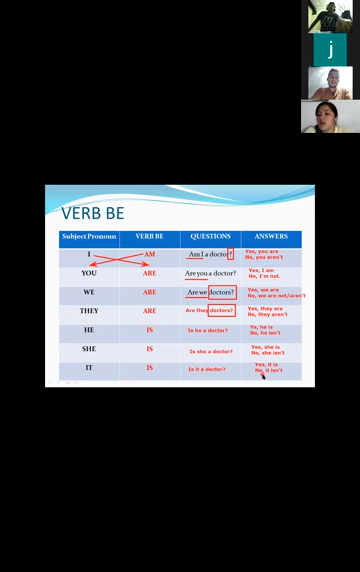 j
VERB BE
Subject Pronoun VERB BE QUESTIONS ANSWERS
I AM Am I a doctor? Yes, you are
No, you aren't
YOU ARE Are you a doctor? Yes, I am
No, I'm not.
WE ARE Are we doctors? Yes, we are
No, we are not/aren't
THEY ARE Are they doctors? Yes, they are
No, they aren't
HE IS Is he a doctor? Ye, he is
No, he isn't
SHE IS Is she a doctor? Yes, she is
No, she isn't
IT IS Is it a doctor? Yes, it is
No, it isn't